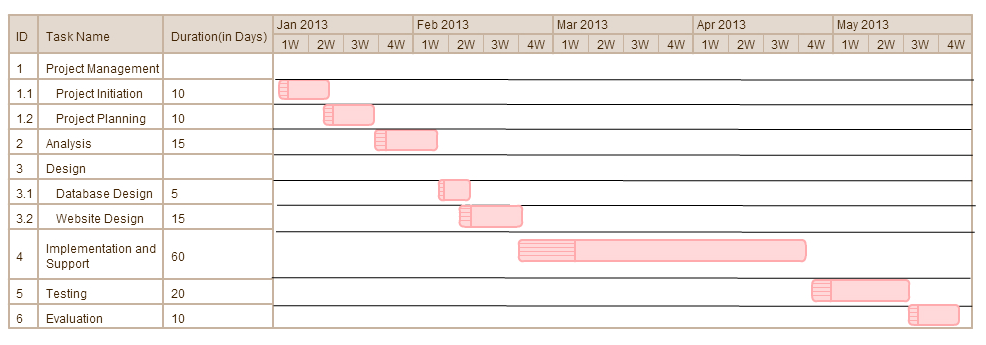 ID Task Name Duration(in Days) Jan 2013 Feb 2013 Mar 2013 Apr 2013 May 2013
1W 2W 3W 4W 1W 2W 3W 4W 1W 2W 3W 4W 1W 2W 3W 4W 1W 2W 3W 4W
1 Project Management
1.1 Project Initiation 10
1.2 Project Planning 10
2 Analysis 15
3 Design
3.1 Database Design 5
3.2 Website Design 15
4 Implementation and
Support 60
5 Testing 20
6 Evaluation 10